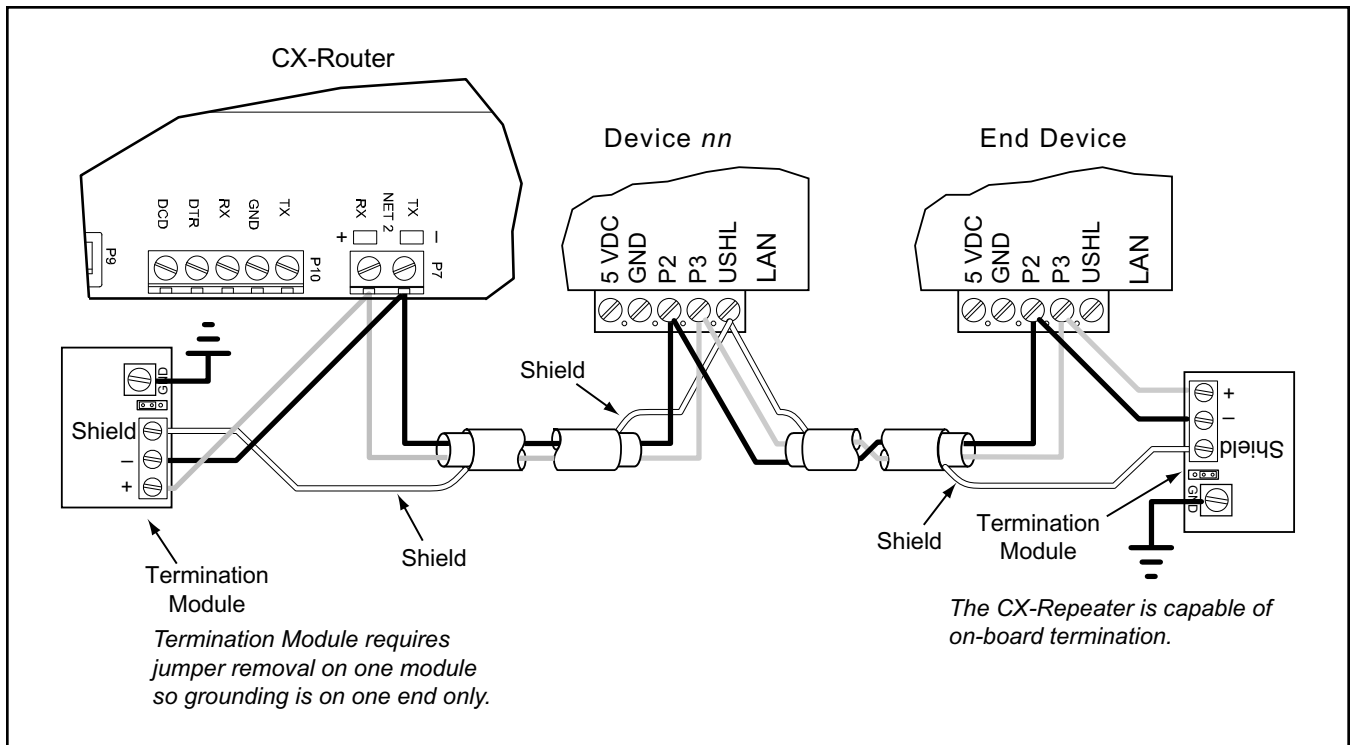 CX-Router
DCD
DTR
RX
GND
TX
P10
P9
RX
NET 2
TX
+
–
P7
Device nn
5 VDC
GND
P2
P3
USHL
LAN
End Device
5 VDC
GND
P2
P3
USHL
LAN
GND
Shield
–
+
Shield
Shield
Shield
+
–
Shield
GND
Termination
Module
Termination
Module
Termination Module requires
jumper removal on one module
so grounding is on one end only.
The CX-Repeater is capable of
on-board termination.